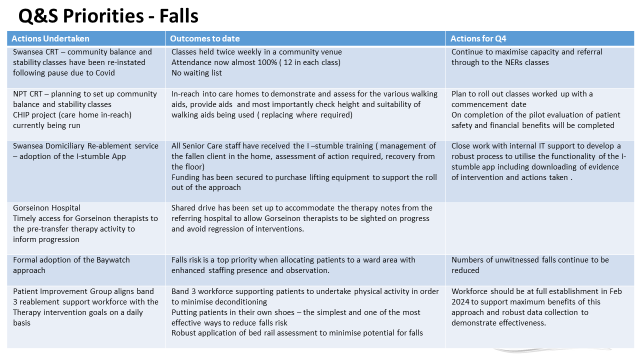 Q&S Priorities - Falls
Actions Undertaken
Outcomes to date
Actions for Q4
Swansea CRT – community balance and
stability classes have been re-instated
following pause due to Covid
Classes held twice weekly in a community venue
Attendance now almost 100% ( 12 in each class)
No waiting list
Continue to maximise capacity and referral
through to the NERs classes
NPT CRT – planning to set up community
balance and stability classes
CHIP project (care home in-reach)
currently being run
In-reach into care homes to demonstrate and assess for the various walking
aids, provide aids and most importantly check height and suitability of
walking aids being used ( replacing where required)
Plan to roll out classes worked up with a
commencement date
On completion of the pilot evaluation of patient
safety and financial benefits will be completed
Swansea Domiciliary Re-ablement service
– adoption of the I-stumble App
All Senior Care staff have received the I –stumble training ( management of
the fallen client in the home, assessment of action required, recovery from
the floor)
Funding has been secured to purchase lifting equipment to support the roll
out of the approach
Close work with internal IT support to develop a
robust process to utilise the functionality of the I-
stumble app including downloading of evidence
of intervention and actions taken .
Gorseinon Hospital
Timely access for Gorseinon therapists to
the pre-transfer therapy activity to
inform progression
Shared drive has been set up to accommodate the therapy notes from the
referring hospital to allow Gorseinon therapists to be sighted on progress
and avoid regression of interventions.
Formal adoption of the Baywatch
approach
Falls risk is a top priority when allocating patients to a ward area with
enhanced staffing presence and observation.
Numbers of unwitnessed falls continue to be
reduced
Patient Improvement Group aligns band
3 reablement support workforce with the
Therapy intervention goals on a daily
basis
Band 3 workforce supporting patients to undertake physical activity in order
to minimise deconditioning
Putting patients in their own shoes – the simplest and one of the most
effective ways to reduce falls risk
Robust application of bed rail assessment to minimise potential for falls
Workforce should be at full establishment in Feb
2024 to support maximum benefits of this
approach and robust data collection to
demonstrate effectiveness.